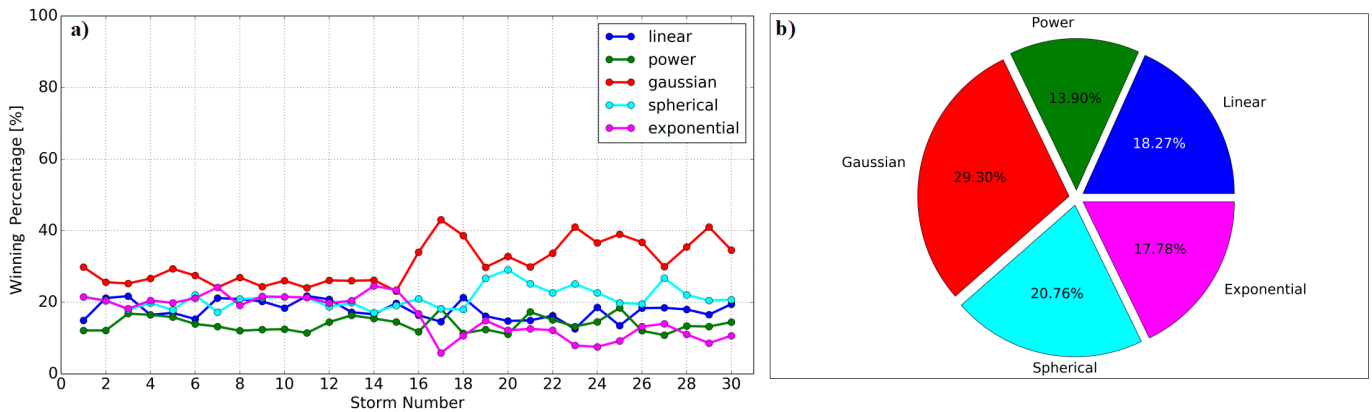 a)
100
80
60
40
20
0
Winning Percentage [%]
linear
power
gaussian
spherical
exponential
0 2 4 6 8 10 12 14 16 18 20 22 24 26 28 30
Storm Number
b)
Power
13.90%
Linear
18.27%
Gaussian
29.30%
17.78%
Exponential
20.76%
Spherical